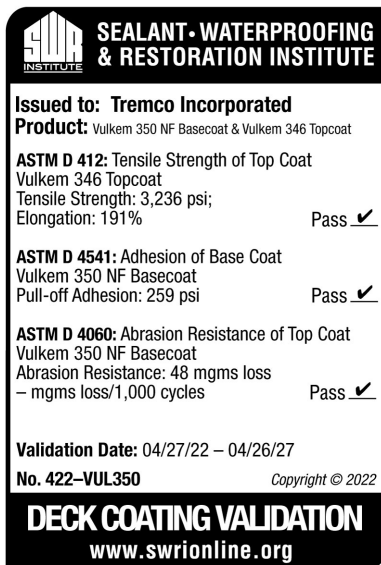 SWR
INSTITUTE
SEALANT • WATERPROOFING
& RESTORATION INSTITUTE
Issued to: Tremco Incorporated
Product: Vulkem 350 NF Basecoat & Vulkem 346 Topcoat
ASTM D 412: Tensile Strength of Top Coat
Vulkem 346 Topcoat
Tensile Strength: 3,236 psi;
Elongation: 191% Pass ✔
ASTM D 4541: Adhesion of Base Coat
Vulkem 350 NF Basecoat
Pull-off Adhesion: 259 psi Pass ✔
ASTM D 4060: Abrasion Resistance of Top Coat
Vulkem 350 NF Basecoat
Abrasion Resistance: 48 mgms loss
– mgms loss/1,000 cycles Pass ✔
Validation Date: 04/27/22 – 04/26/27
No. 422–VUL350 Copyright © 2022
DECK COATING VALIDATION
www.swrionline.org